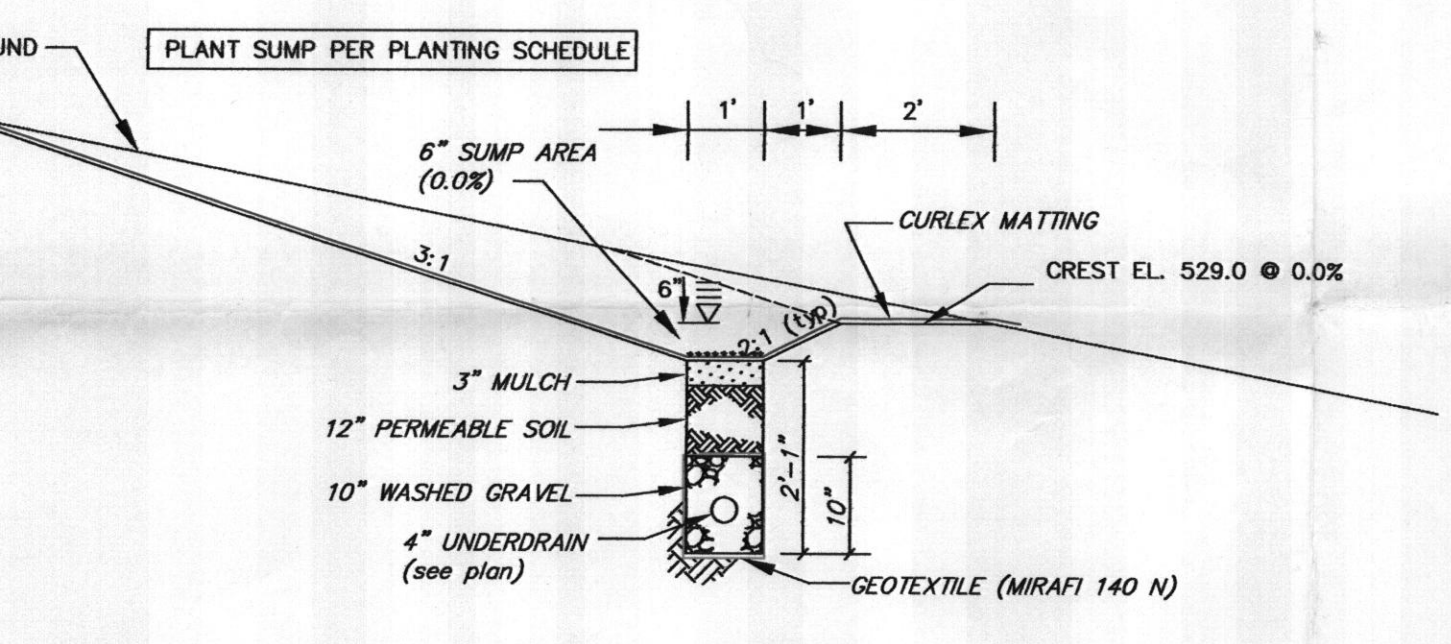 UND
PLANT SUMP PER PLANTING SCHEDULE
1' 1' 2'
6" SUMP AREA
(0.0%)
CURLEX MATTING
3:1
CREST EL. 529.0 @ 0.0%
6"
2:1 (typ)
3" MULCH
12" PERMEABLE SOIL
2'-1"
10" WASHED GRAVEL
10"
4" UNDERDRAIN
(see plan)
GEOTEXTILE (MIRAFI 140 N)